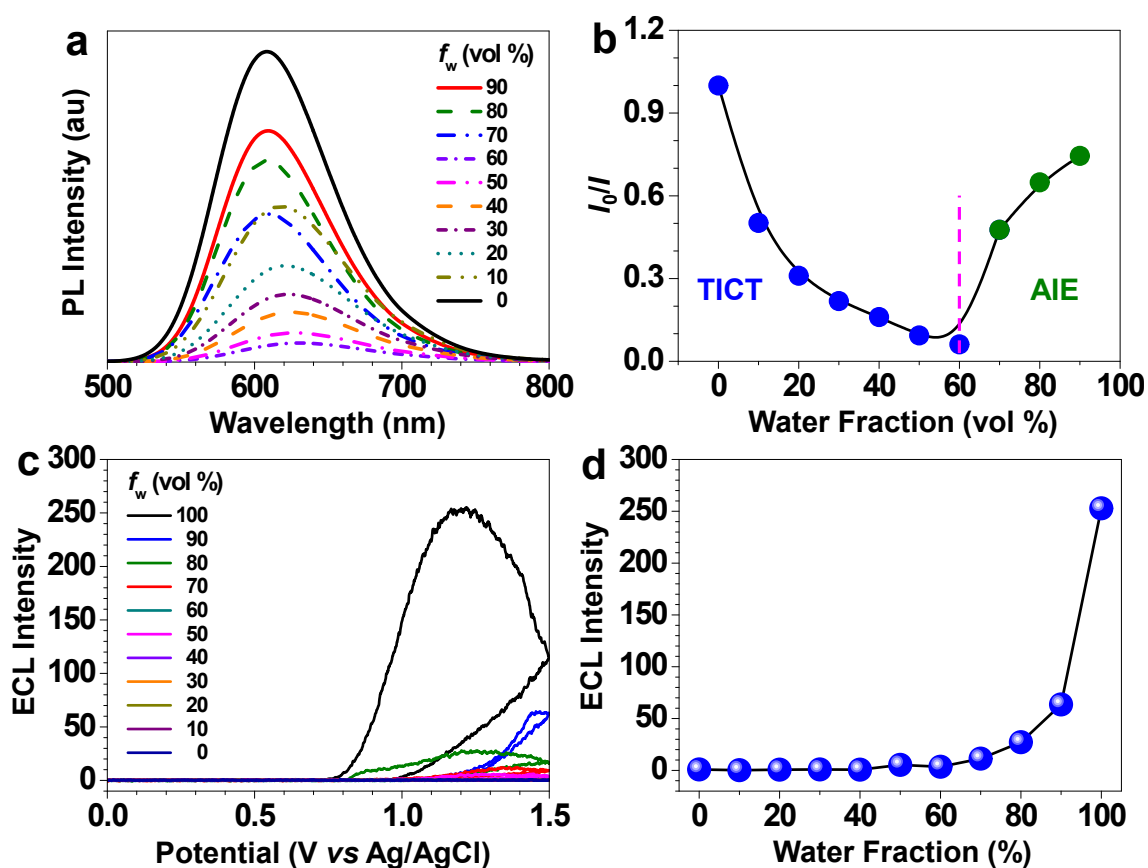 a
f_w (vol %)
90
80
70
60
50
40
30
20
10
0
PL Intensity (au)
500 600 700 800
Wavelength (nm)
b
1.2
0.9
0.6
0.3
0.0
I_0/I
TICT
AIE
0 20 40 60 80 100
Water Fraction (vol %)
c
300
250
200
150
100
50
0
ECL Intensity
f_w (vol %)
100
90
80
70
60
50
40
30
20
10
0
0.0 0.5 1.0 1.5
Potential (V vs Ag/AgCl)
d
300
250
200
150
100
50
0
ECL Intensity
0 20 40 60 80 100
Water Fraction (%)